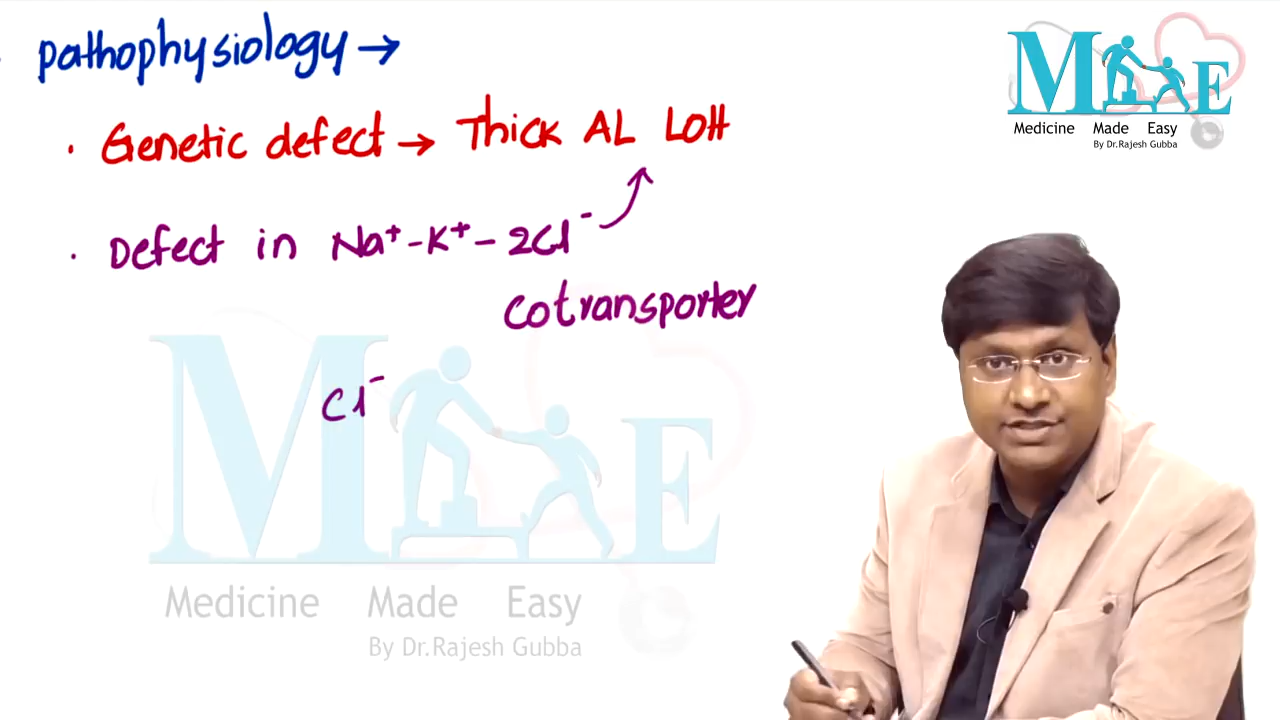 pathophysiology →
• Genetic defect → Thick AL LOH
• Defect in Na⁺-K⁺-2Cl⁻
cotransporter
Cl⁻
M E
Medicine Made Easy
By Dr.Rajesh Gubba
M E
Medicine Made Easy
By Dr.Rajesh Gubba